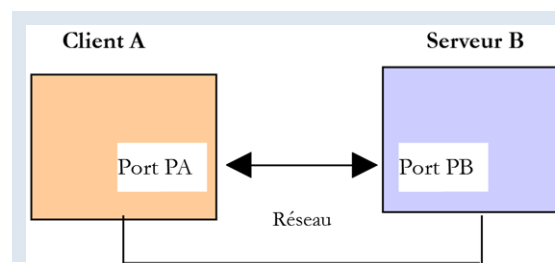 Client A
Serveur B
Port PA
Port PB
Réseau